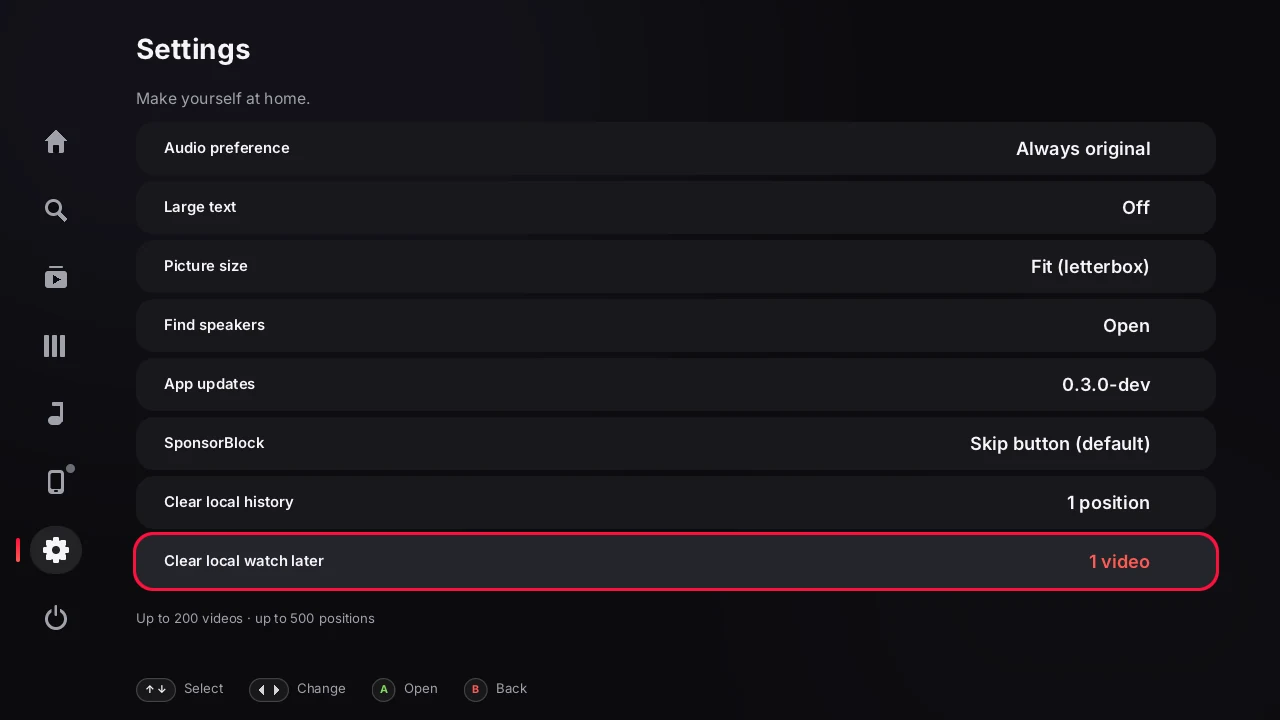 Settings
Make yourself at home.
Audio preference Always original
Large text Off
Picture size Fit (letterbox)
Find speakers Open
App updates 0.3.0-dev
SponsorBlock Skip button (default)
Clear local history 1 position
Clear local watch later 1 video
Up to 200 videos · up to 500 positions
Select Change A Open B Back